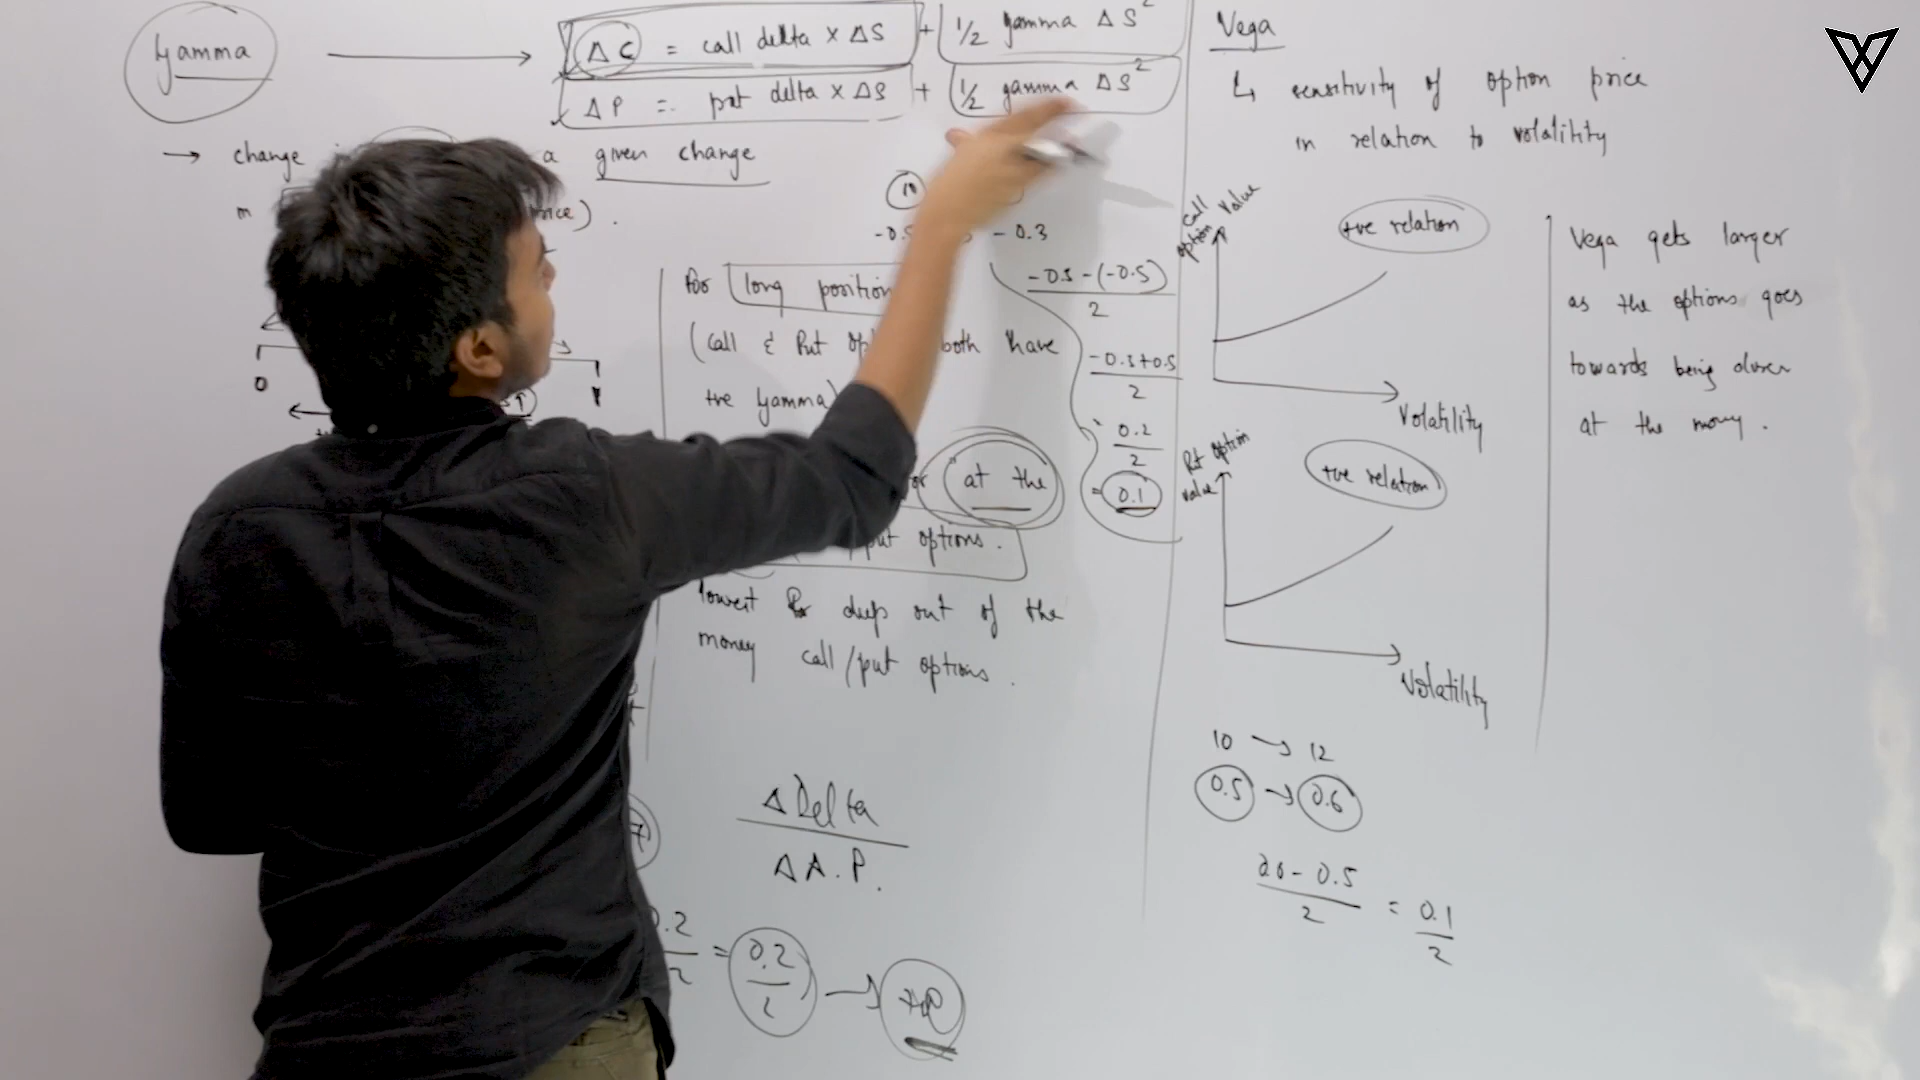 Gamma
ΔC = call delta x ΔS + 1/2 gamma ΔS²
ΔP = put delta x ΔS + 1/2 gamma ΔS²
→ change a given change
for long position
(Call & Put both have
+ve Gamma)
at the
put options.
lowest for deep out of the
money call/put options.
Δ Delta
Δ A.P.
0.2
2
= 0.2
10
- 0.3
-0.3-(-0.5)
2
-0.3+0.5
2
0.2
2
= 0.1
Vega
↳ sensitivity of option price
in relation to volatility
call option value
+ve relation
Volatility
Put option value
+ve relation
Volatility
10 → 12
0.5 → 0.6
0.6 - 0.5
2
= 0.1
2
Vega gets larger
as the options goes
towards being closer
at the money.